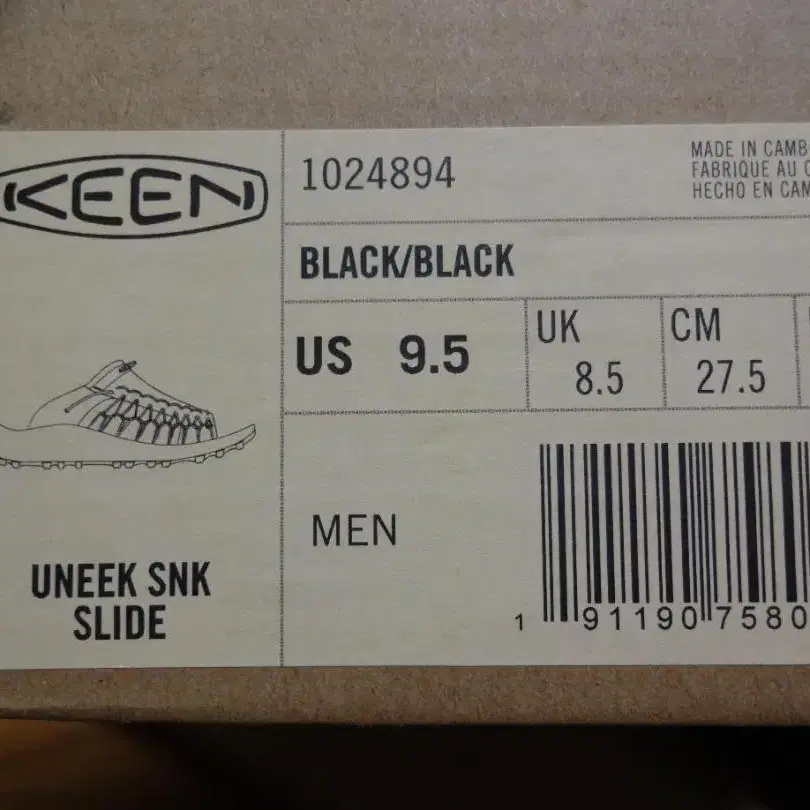 KEEN
1024894
MADE IN CAMB
FABRIQUE AU C
HECHO EN CAM
BLACK/BLACK
US 9.5
UK 8.5
CM 27.5
MEN
UNEEK SNK
SLIDE
1 91190 7580